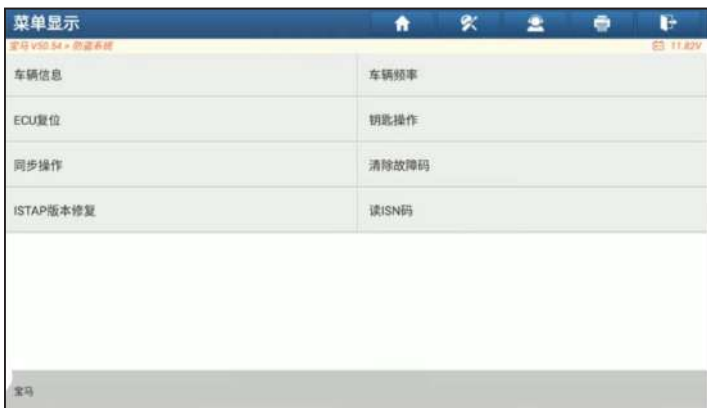 菜单显示
宝马 V50.54 > 防盗系统
11.82V
车辆信息
车辆频率
ECU复位
钥匙操作
同步操作
清除故障码
ISTAP版本修复
读ISN码
宝马